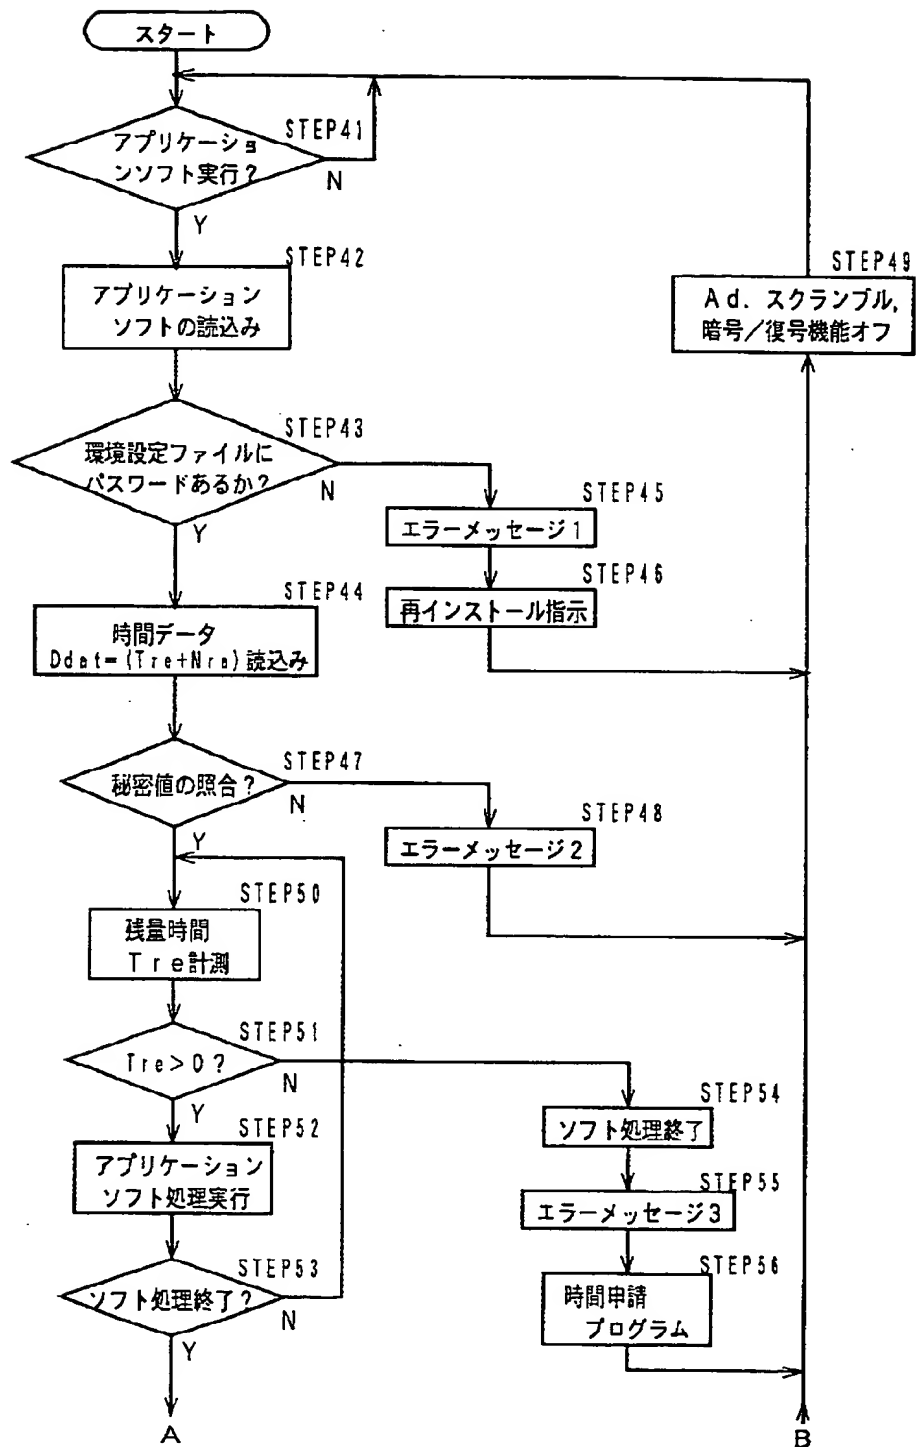 スタート
STEP41
アプリケーショ
ンソフト実行?
N
Y
STEP42
アプリケーション
ソフトの読込み
STEP49
Ad. スクランブル,
暗号/復号機能オフ
STEP43
環境設定ファイルに
パスワードあるか?
N
Y
STEP45
エラーメッセージ1
STEP46
再インストール指示
STEP44
時間データ
Ddat=(Tre+Nre)読込み
STEP47
秘密値の照合?
N
Y
STEP48
エラーメッセージ2
STEP50
残量時間
Tre計測
STEP51
Tre>0?
N
Y
STEP54
ソフト処理終了
STEP52
アプリケーション
ソフト処理実行
STEP55
エラーメッセージ3
STEP53
ソフト処理終了?
N
Y
STEP56
時間申請
プログラム
A
B